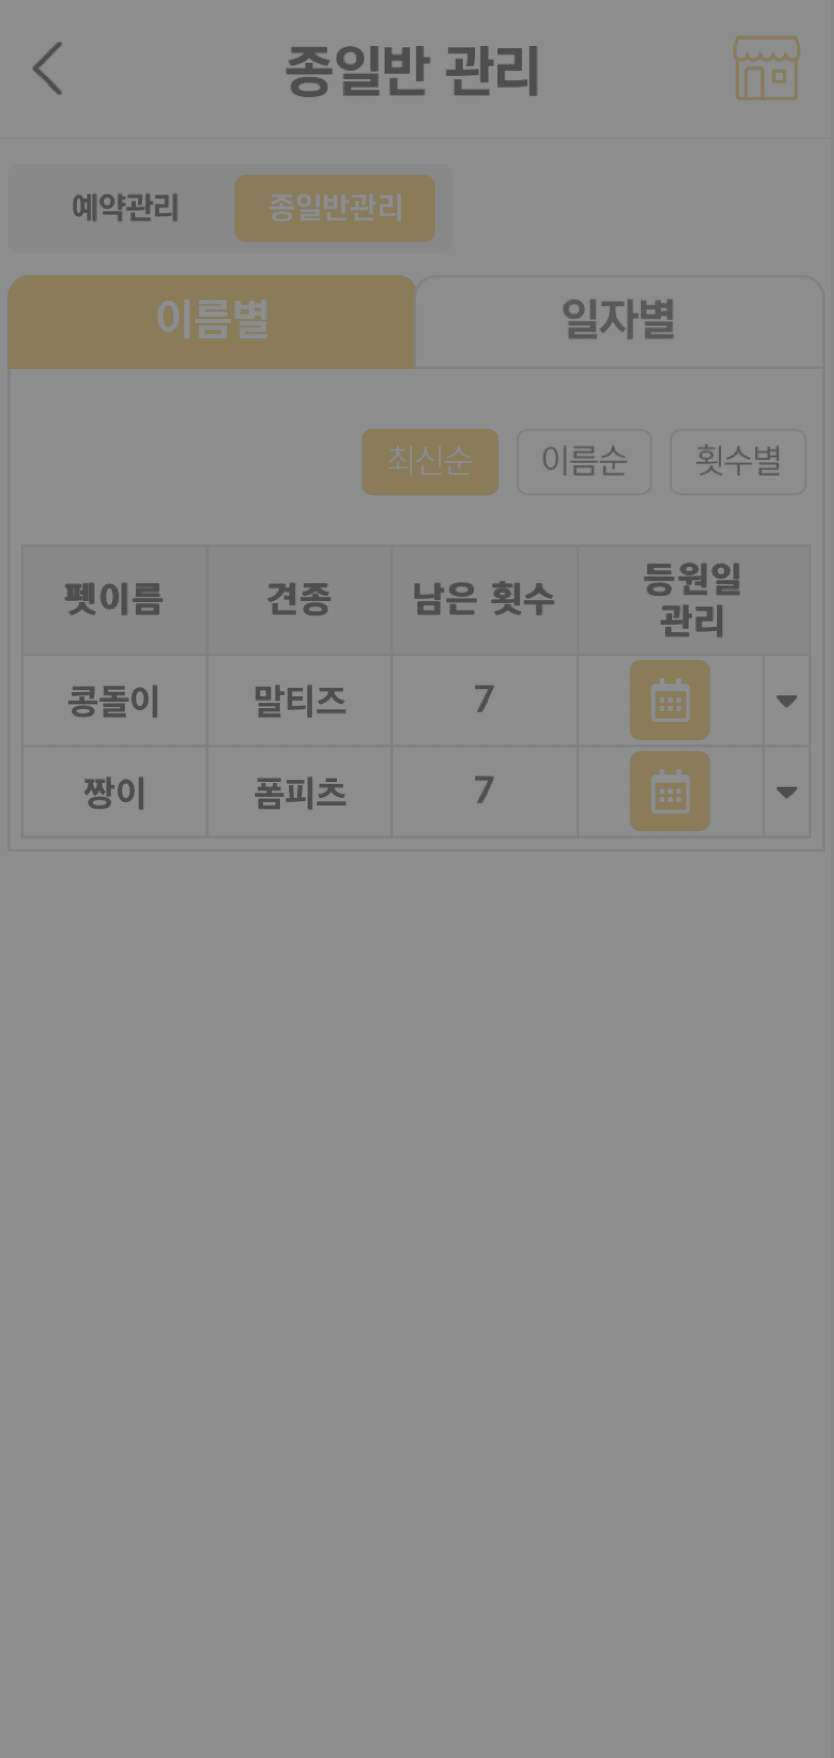 종일반 관리
예약관리 종일반관리
이름별 일자별
최신순 이름순 횟수별
펫이름 견종 남은 횟수 등원일
관리
콩돌이 말티즈 7
짱이 폼피츠 7